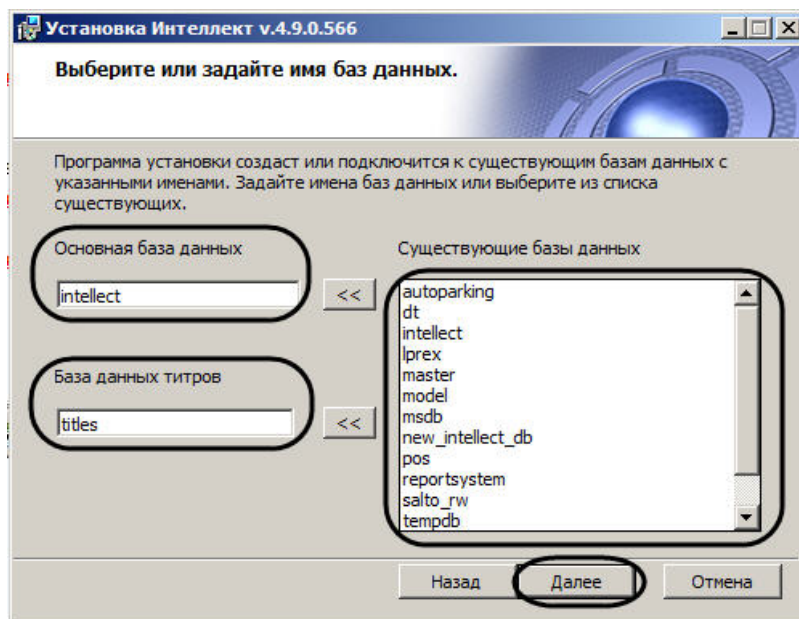 Установка Интеллект v.4.9.0.566
Выберите или задайте имя баз данных.
Программа установки создаст или подключится к существующим базам данных с
указанными именами. Задайте имена баз данных или выберите из списка
существующих.
Основная база данных
intellect
<<
База данных титров
titles
<<
Существующие базы данных
autoparking
dt
intellect
lprex
master
model
msdb
new_intellect_db
pos
reportsystem
salto_rw
tempdb
Назад
Далее
Отмена